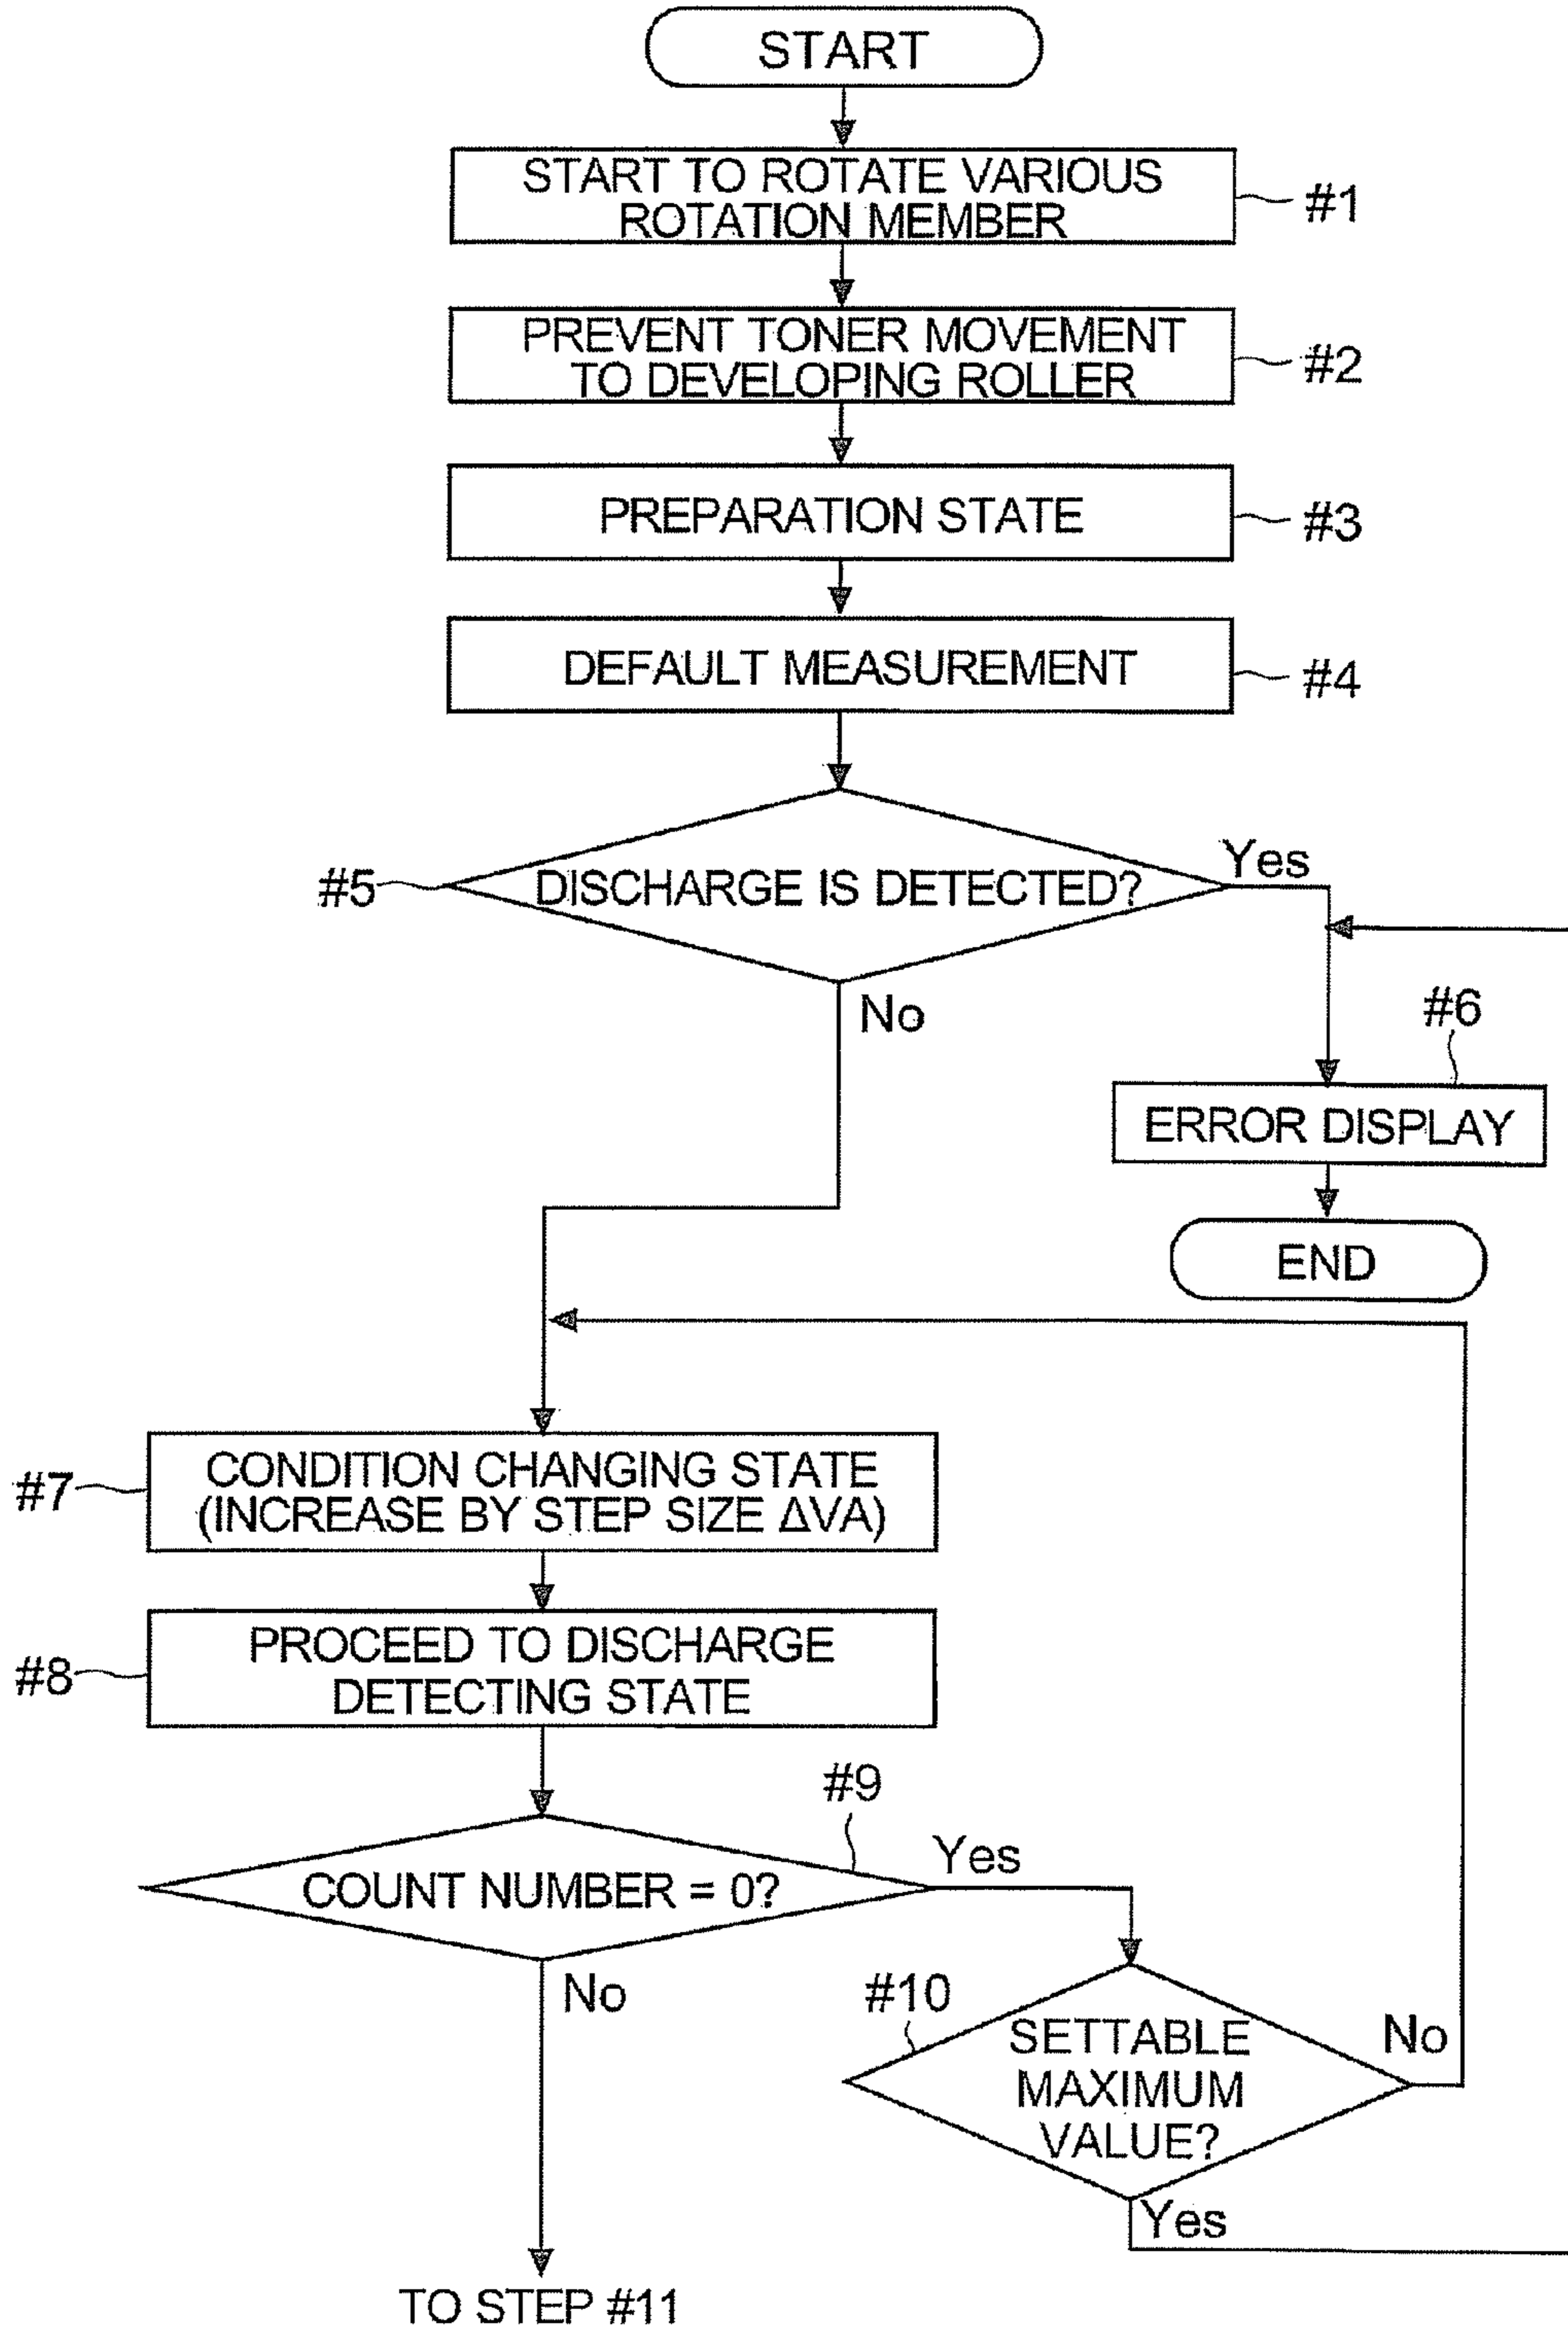 START
START TO ROTATE VARIOUS
ROTATION MEMBER
#1
PREVENT TONER MOVEMENT
TO DEVELOPING ROLLER
#2
PREPARATION STATE
#3
DEFAULT MEASUREMENT
#4
#5
DISCHARGE IS DETECTED?
Yes
No
#6
ERROR DISPLAY
END
#7
CONDITION CHANGING STATE
(INCREASE BY STEP SIZE ΔVA)
#8
PROCEED TO DISCHARGE
DETECTING STATE
#9
COUNT NUMBER = 0?
Yes
No
#10
SETTABLE
MAXIMUM
VALUE?
No
Yes
TO STEP #11